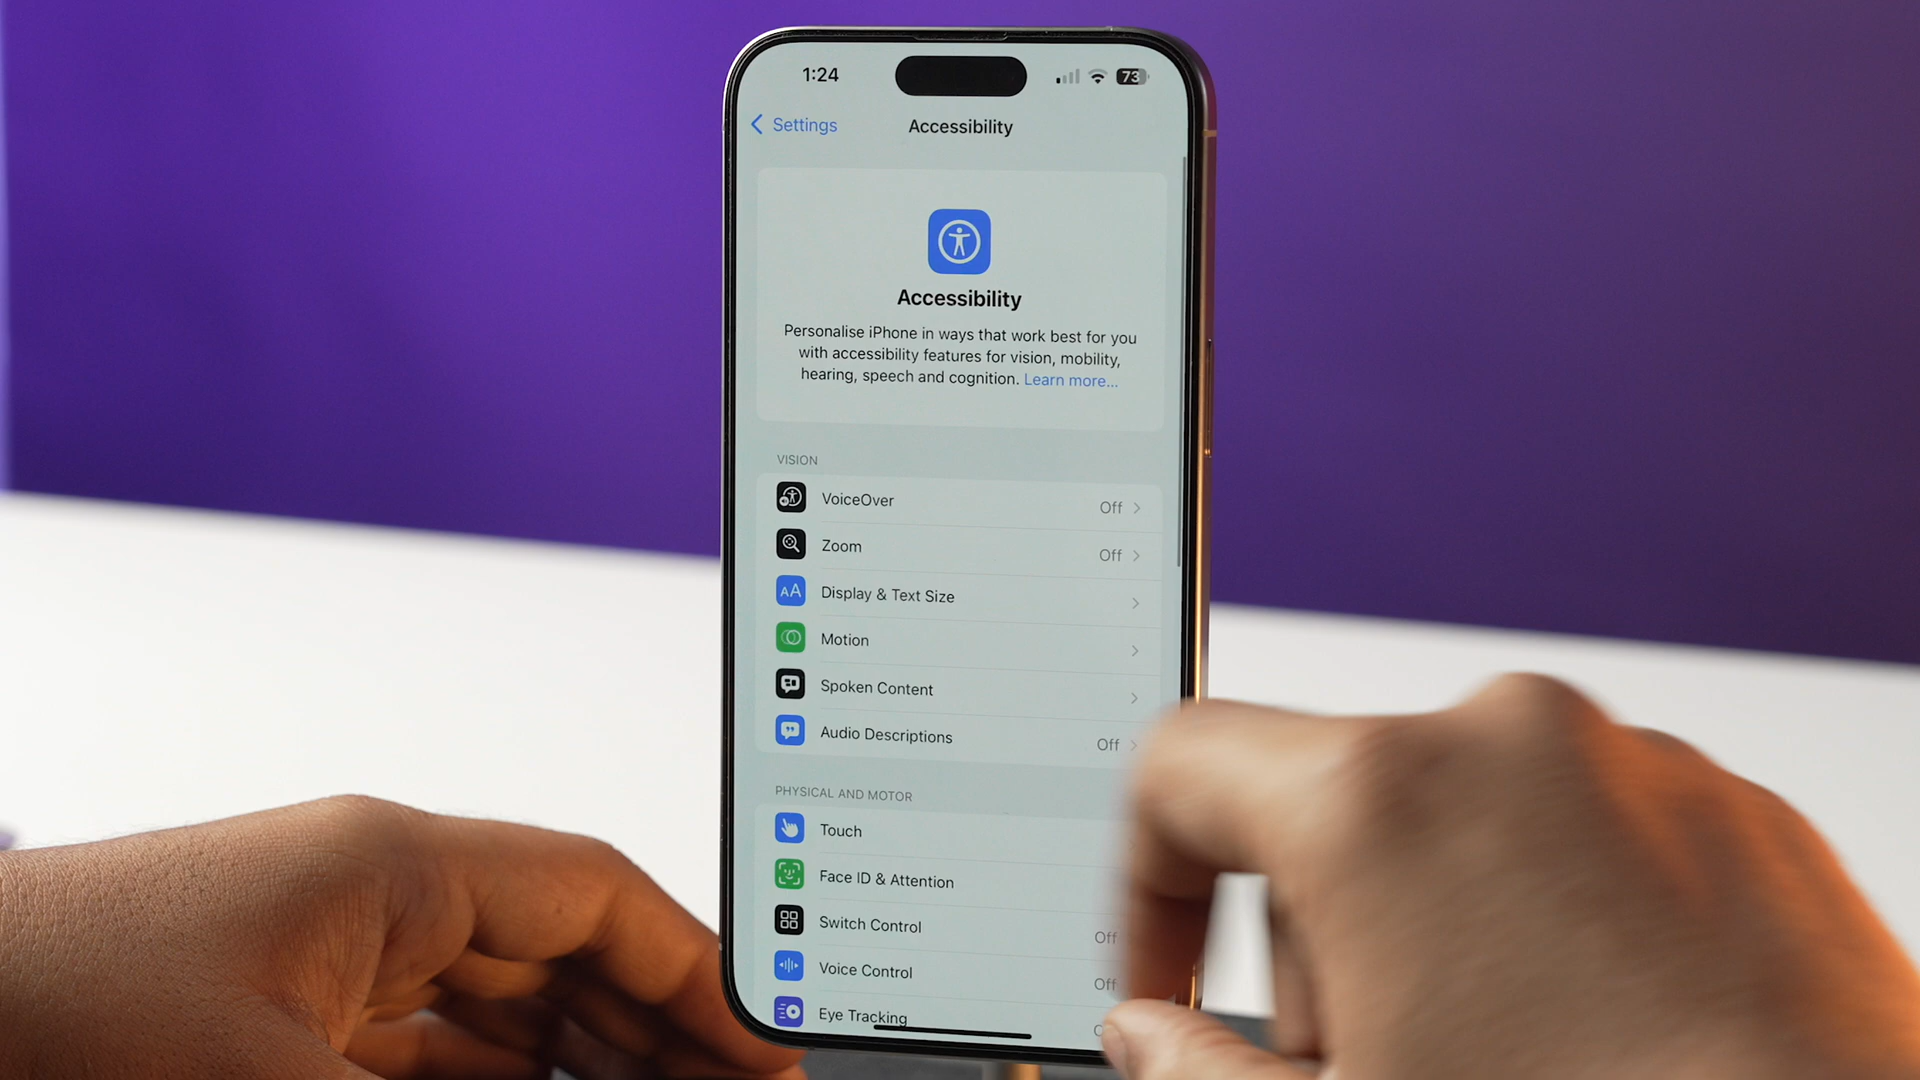 1:24
73
Settings
Accessibility
Accessibility
Personalise iPhone in ways that work best for you
with accessibility features for vision, mobility,
hearing, speech and cognition. Learn more...
VISION
VoiceOver Off
Zoom Off
AA Display & Text Size
Motion
Spoken Content
Audio Descriptions Off
PHYSICAL AND MOTOR
Touch
Face ID & Attention
Switch Control Off
Voice Control Off
Eye Tracking